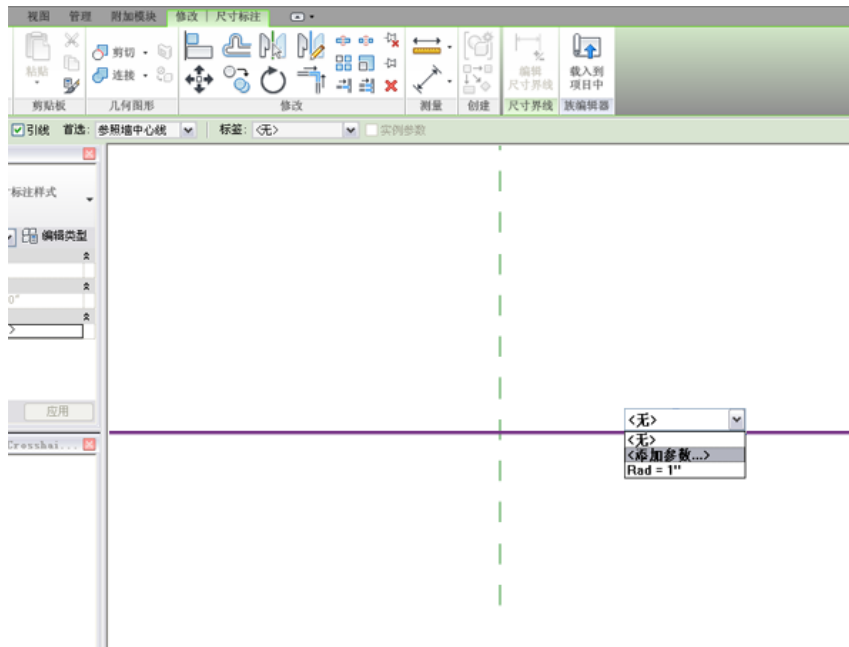 视图 管理 附加模块 修改 | 尺寸标注
粘贴 剪切 连接 编辑 尺寸界线 载入到 项目中
剪贴板 几何图形 修改 测量 创建 尺寸界线 族编辑器
引线 首选: 参照墙中心线 标签: <无> 实例参数
标注样式
编辑类型
0"
>
应用
<无>
Crosshai...
<无>
<添加参数...>
Rad = 1"